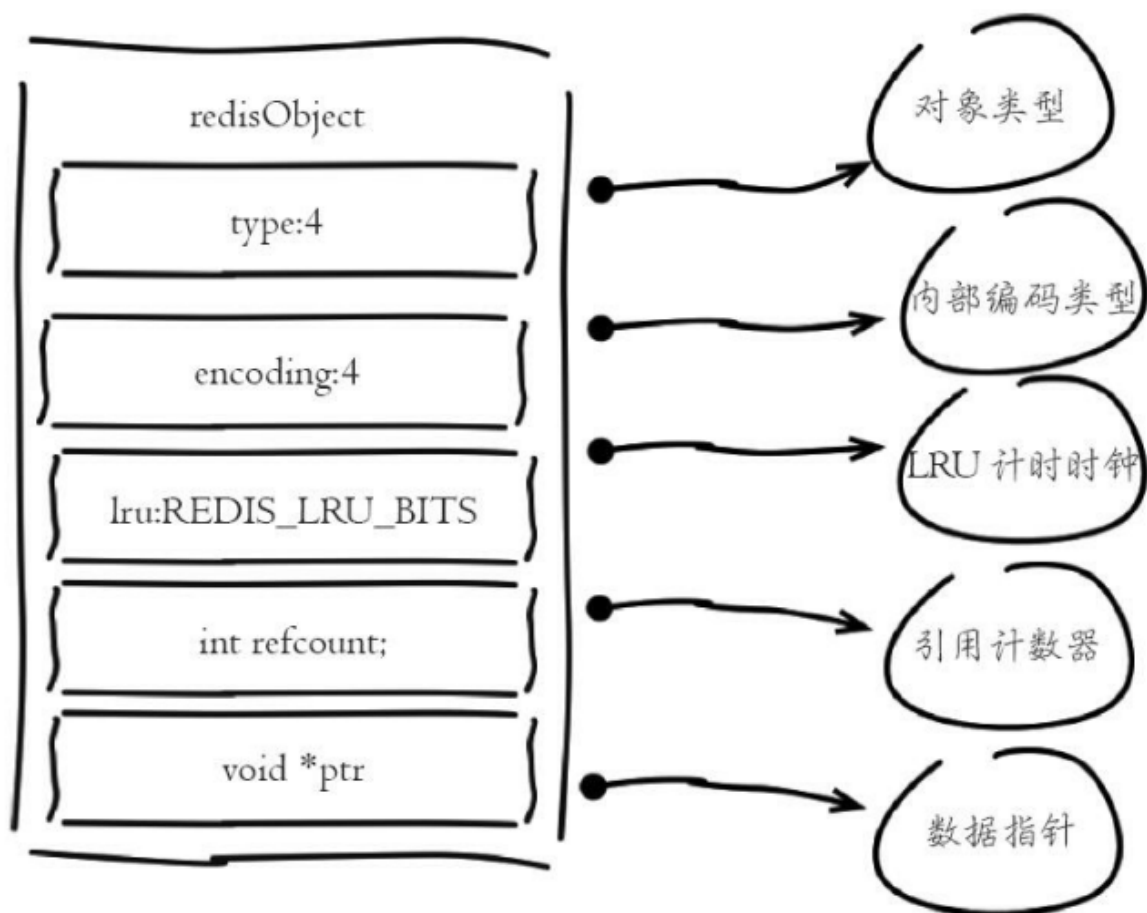 redisObject
type:4
对象类型
encoding:4
内部编码类型
lru:REDIS_LRU_BITS
LRU 计时时钟
int refcount;
引用计数器
void *ptr
数据指针